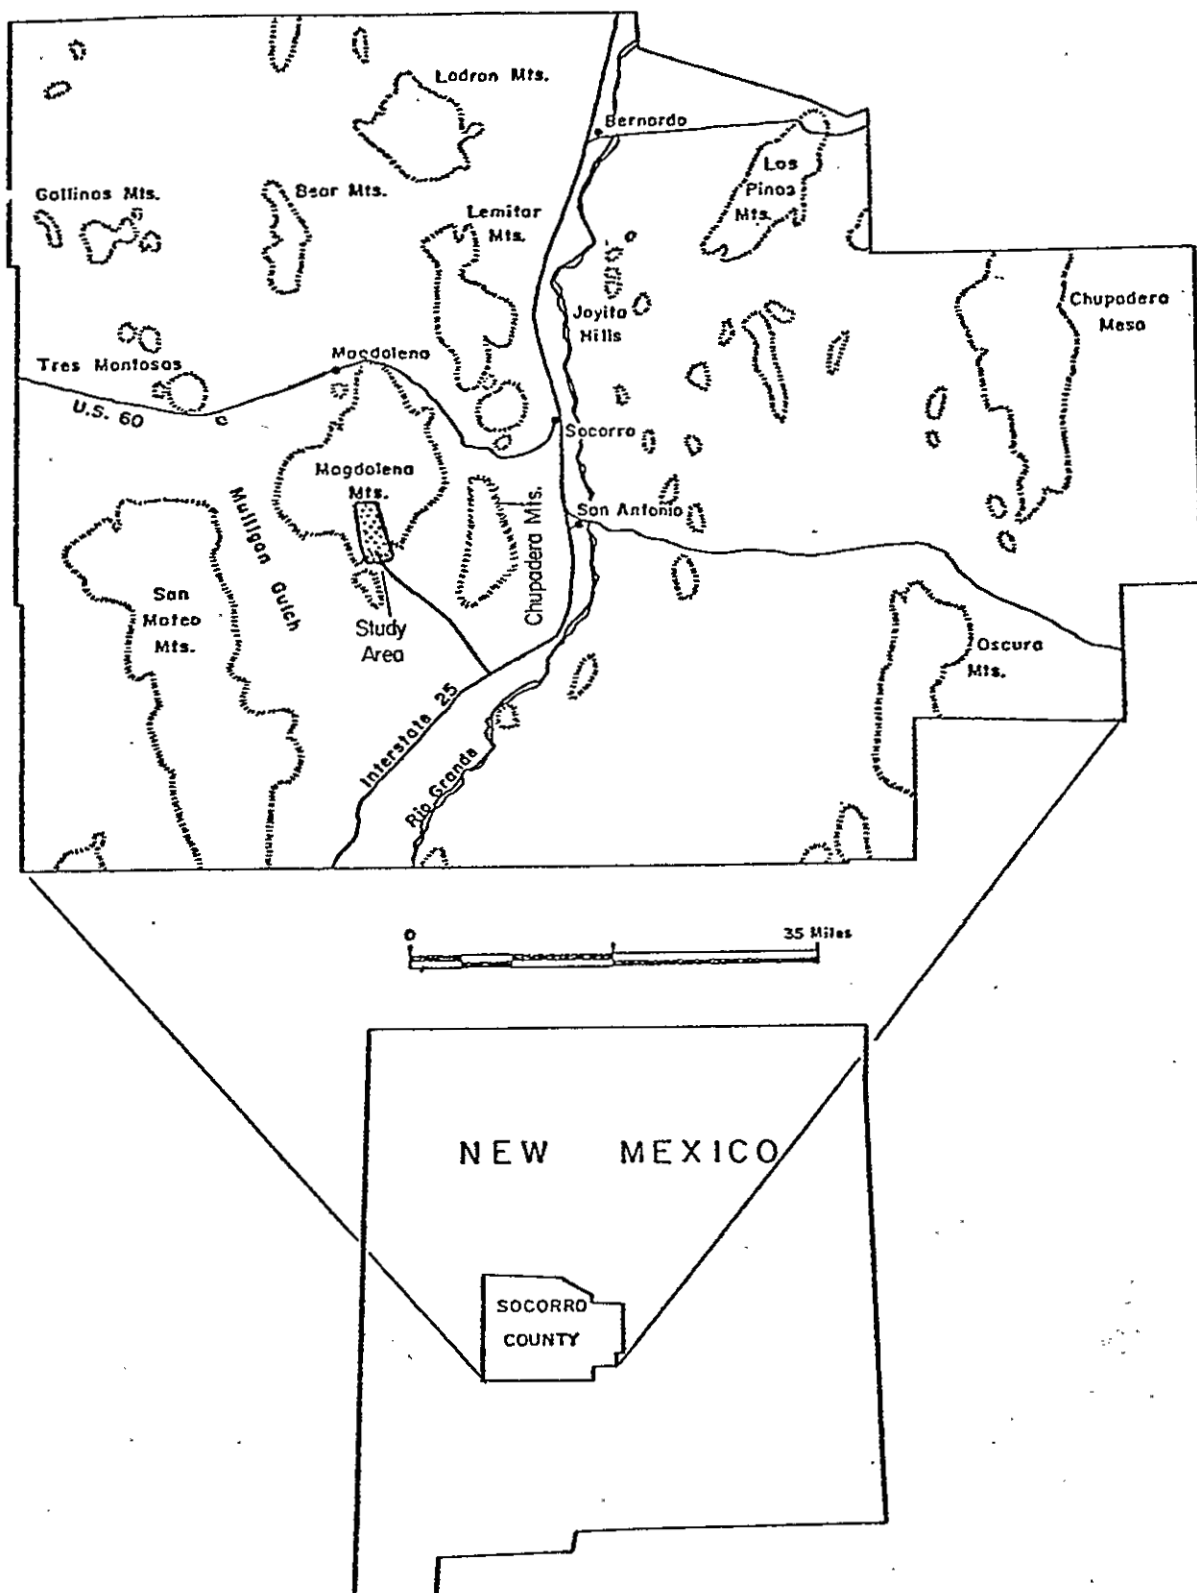 Ladron Mts.
Bernardo
Los
Pinos
Mts.
Gallinas Mts.
Bear Mts.
Lemitar
Mts.
Joyita
Hills
Chupadera
Mesa
Tres Montosas
Magdalena
U.S. 60
Socorro
Magdalena
Mts.
Mulligan Gulch
Chupadera Mts.
San Antonio
San
Mateo
Mts.
Study
Area
Oscura
Mts.
Interstate 25
Rio Grande
0
35 Miles
NEW MEXICO
SOCORRO
COUNTY